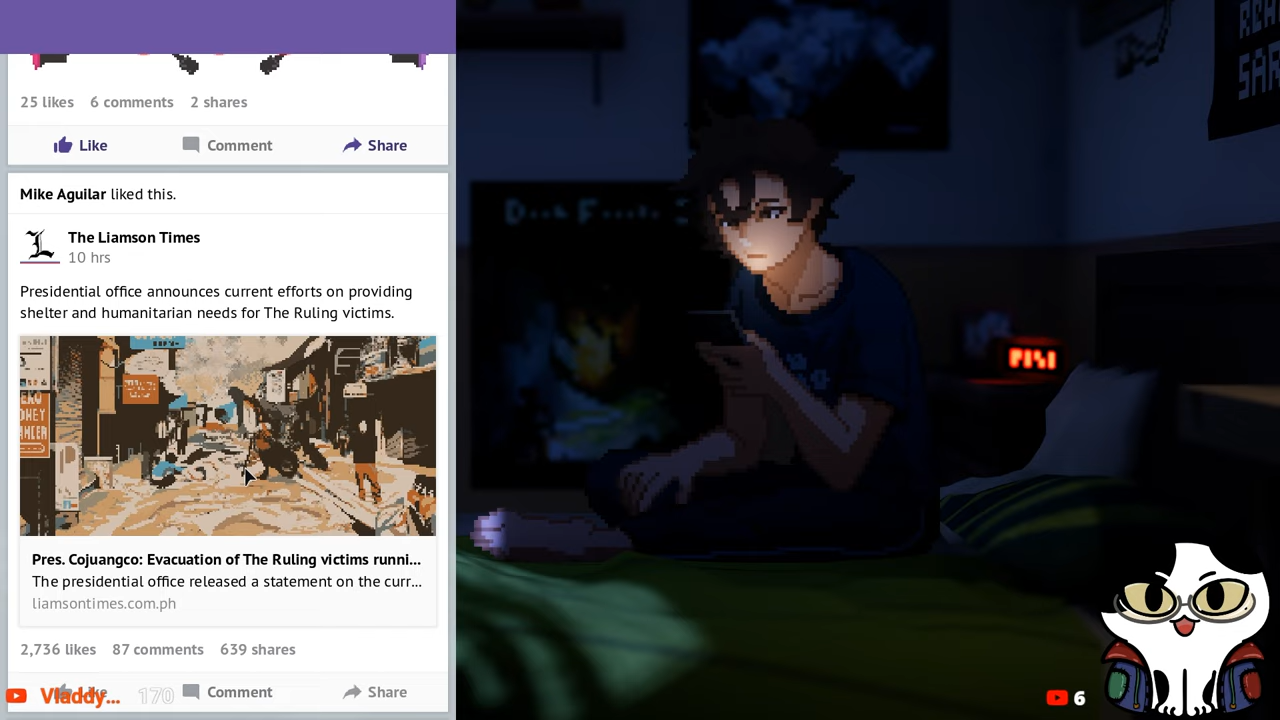 25 likes 6 comments 2 shares
Like Comment Share
Mike Aguilar liked this.
The Liamson Times
10 hrs
Presidential office announces current efforts on providing
shelter and humanitarian needs for The Ruling victims.
Pres. Cojuangco: Evacuation of The Ruling victims runni...
The presidential office released a statement on the curr...
liamsontimes.com.ph
2,736 likes 87 comments 639 shares
Comment Share
Vladdy... 170
6